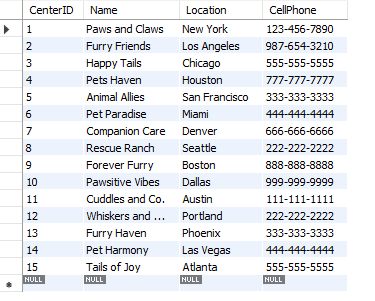 CenterID Name Location CellPhone
1 Paws and Claws New York 123-456-7890
2 Furry Friends Los Angeles 987-654-3210
3 Happy Tails Chicago 555-555-5555
4 Pets Haven Houston 777-777-7777
5 Animal Allies San Francisco 333-333-3333
6 Pet Paradise Miami 444-444-4444
7 Companion Care Denver 666-666-6666
8 Rescue Ranch Seattle 222-222-2222
9 Forever Furry Boston 888-888-8888
10 Pawsitive Vibes Dallas 999-999-9999
11 Cuddles and Co. Austin 111-111-1111
12 Whiskers and ... Portland 222-222-2222
13 Furry Haven Phoenix 333-333-3333
14 Pet Harmony Las Vegas 444-444-4444
15 Tails of Joy Atlanta 555-555-5555
NULL NULL NULL NULL